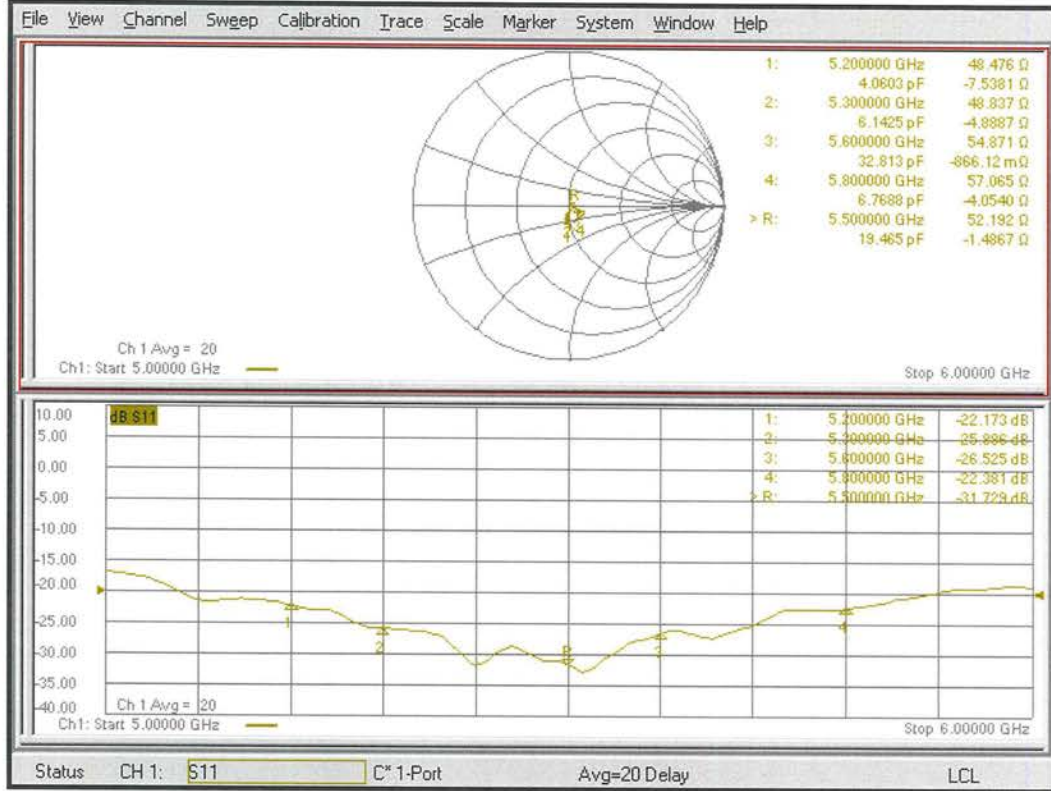 File View Channel Sweep Calibration Trace Scale Marker System Window Help
1: 5.200000 GHz 48.476 Ω
4.0603 pF -7.5381 Ω
2: 5.300000 GHz 48.837 Ω
6.1425 pF -4.8887 Ω
3: 5.600000 GHz 54.871 Ω
32.813 pF -866.12 mΩ
4: 5.800000 GHz 57.065 Ω
6.7688 pF -4.0540 Ω
> R: 5.500000 GHz 52.192 Ω
19.465 pF -1.4867 Ω
R
4
Ch 1 Avg = 20
Ch1: Start 5.00000 GHz
Stop 6.00000 GHz
dB S11
10.00
5.00
0.00
-5.00
-10.00
-15.00
-20.00
-25.00
-30.00
-35.00
-40.00
1: 5.200000 GHz -22.173 dB
2: 5.300000 GHz -25.886 dB
3: 5.600000 GHz -26.525 dB
4: 5.800000 GHz -22.381 dB
> R: 5.500000 GHz -31.729 dB
1
2
R
3
4
Ch 1 Avg = 20
Ch1: Start 5.00000 GHz
Stop 6.00000 GHz
Status CH 1: S11 C* 1-Port Avg=20 Delay LCL